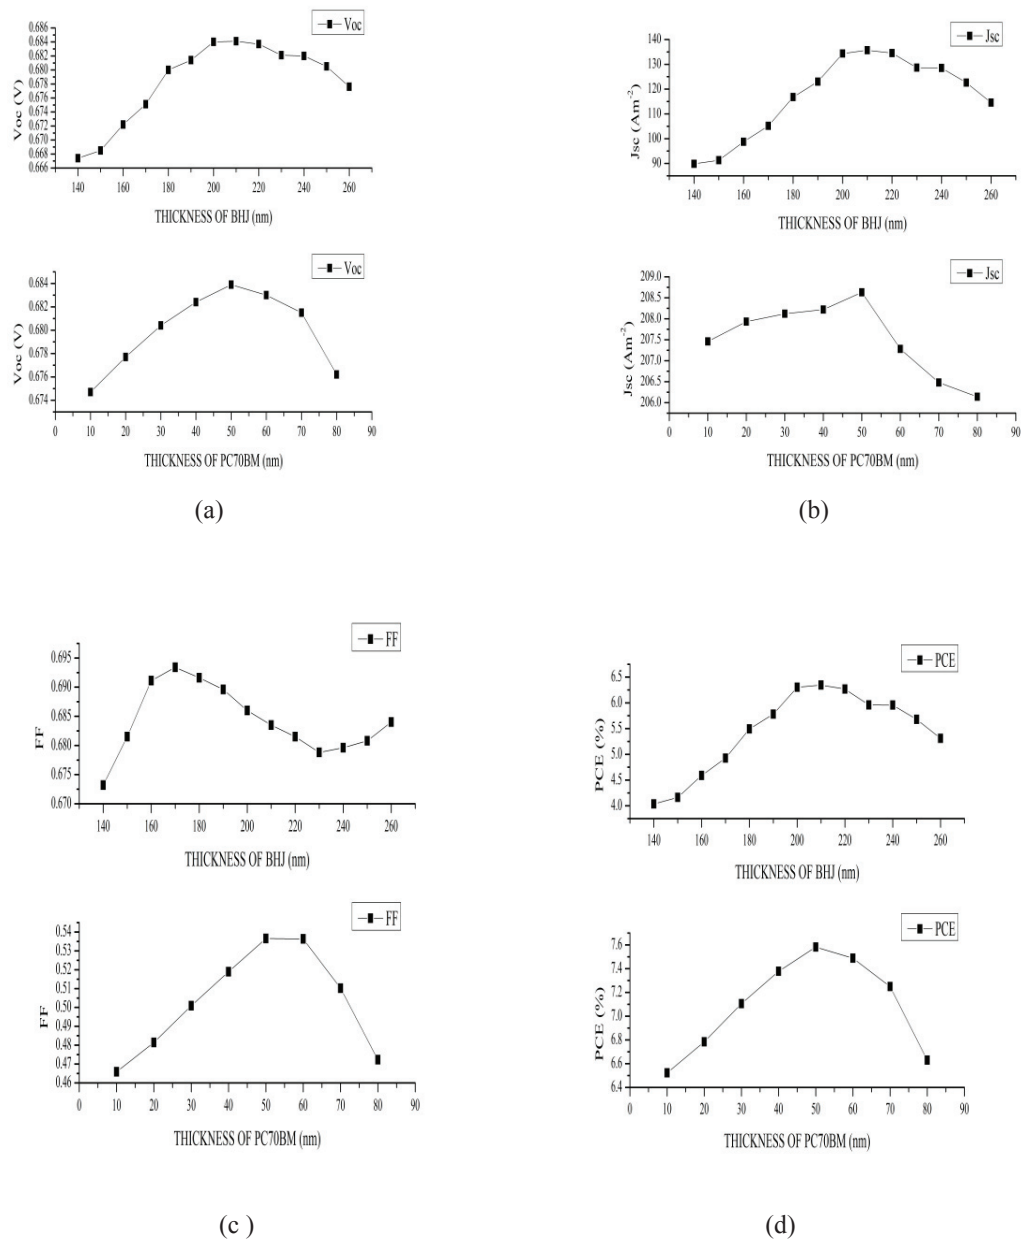 Voc
0.684
0.682
0.680
0.678
0.676
0.674
0.672
0.670
0.668
0.666
Voc (V)
140 160 180 200 220 240 260
THICKNESS OF BHJ (nm)
Voc
0.684
0.680
0.678
0.676
0.674
Voc (V)
0 10 20 30 40 50 60 70 80 90
THICKNESS OF PC70BM (nm)
(a)
Jsc
140
130
120
110
100
90
Jsc (Am-2)
140 160 180 200 220 240 260
THICKNESS OF BHJ (nm)
Jsc
209.0
208.5
208.0
207.5
207.0
206.5
206.0
Jsc (Am-2)
0 10 20 30 40 50 60 70 80 90
THICKNESS OF PC70BM (nm)
(b)
FF
0.695
0.690
0.685
0.680
0.675
0.670
FF
140 160 180 200 220 240 260
THICKNESS OF BHJ (nm)
FF
0.54
0.53
0.52
0.51
0.50
0.49
0.48
0.47
0.46
FF
0 10 20 30 40 50 60 70 80 90
THICKNESS OF PC70BM (nm)
(c )
PCE
6.5
6.0
5.5
5.0
4.5
4.0
PCE (%)
140 160 180 200 220 240 260
THICKNESS OF BHJ (nm)
PCE
7.6
7.4
7.2
7.0
6.8
6.6
6.4
PCE (%)
0 10 20 30 40 50 60 70 80 90
THICKNESS OF PC70BM (nm)
(d)